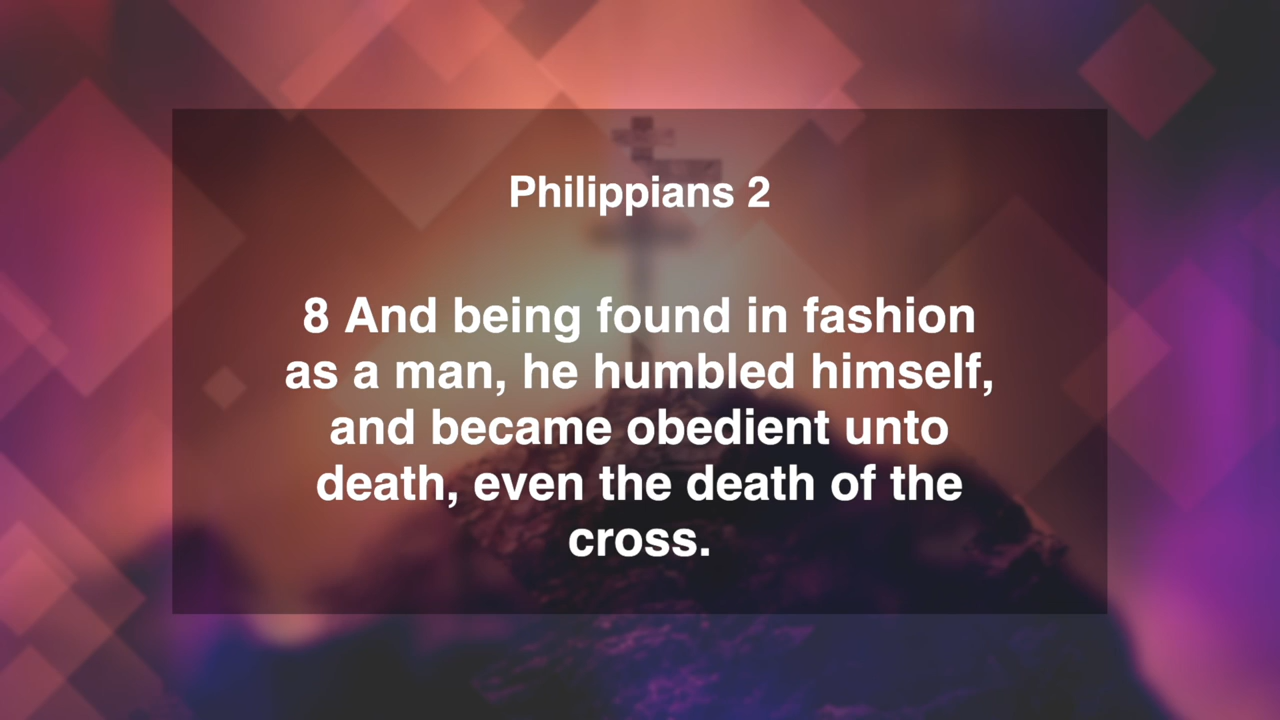 Philippians 2
8 And being found in fashion
as a man, he humbled himself,
and became obedient unto
death, even the death of the
cross.